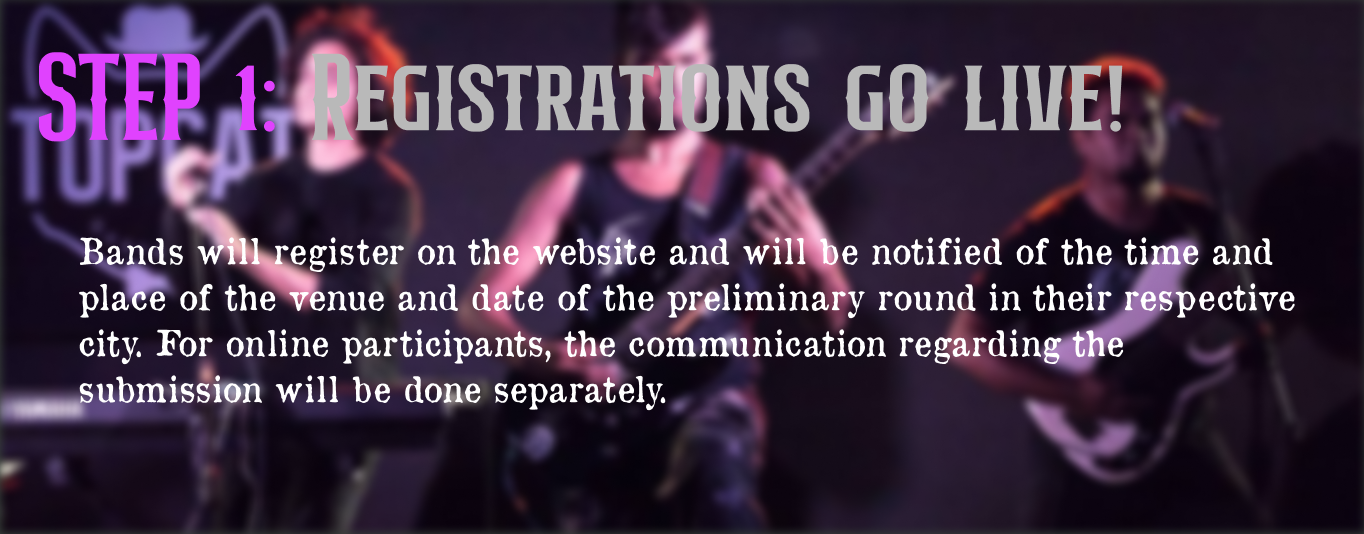 STEP 1: REGISTRATIONS GO LIVE!
TOPCAT
Bands will register on the website and will be notified of the time and
place of the venue and date of the preliminary round in their respective
city. For online participants, the communication regarding the
submission will be done separately.
YAMAHA